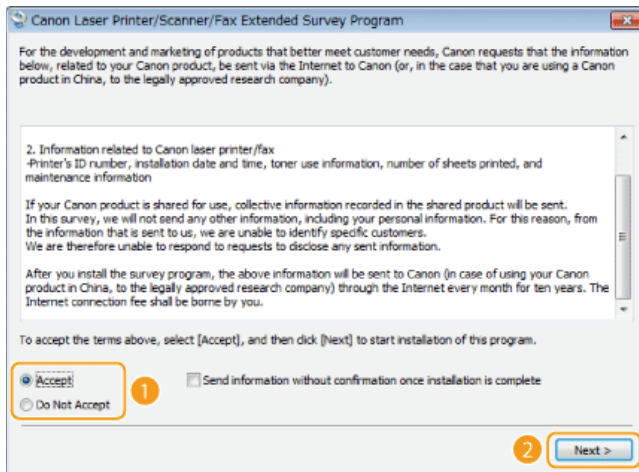 Canon Laser Printer/Scanner/Fax Extended Survey Program
For the development and marketing of products that better meet customer needs, Canon requests that the information
below, related to your Canon product, be sent via the Internet to Canon (or, in the case that you are using a Canon
product in China, to the legally approved research company).
2. Information related to Canon laser printer/fax
-Printer's ID number, installation date and time, toner use information, number of sheets printed, and
maintenance information
If your Canon product is shared for use, collective information recorded in the shared product will be sent.
In this survey, we will not send any other information, including your personal information. For this reason, from
the information that is sent to us, we are unable to identify specific customers.
We are therefore unable to respond to requests to disclose any sent information.
After you install the survey program, the above information will be sent to Canon (in case of using your Canon
product in China, to the legally approved research company) through the Internet every month for ten years. The
Internet connection fee shall be borne by you.
To accept the terms above, select [Accept], and then click [Next] to start installation of this program.
Accept
1
Send information without confirmation once installation is complete
Do Not Accept
2
Next >